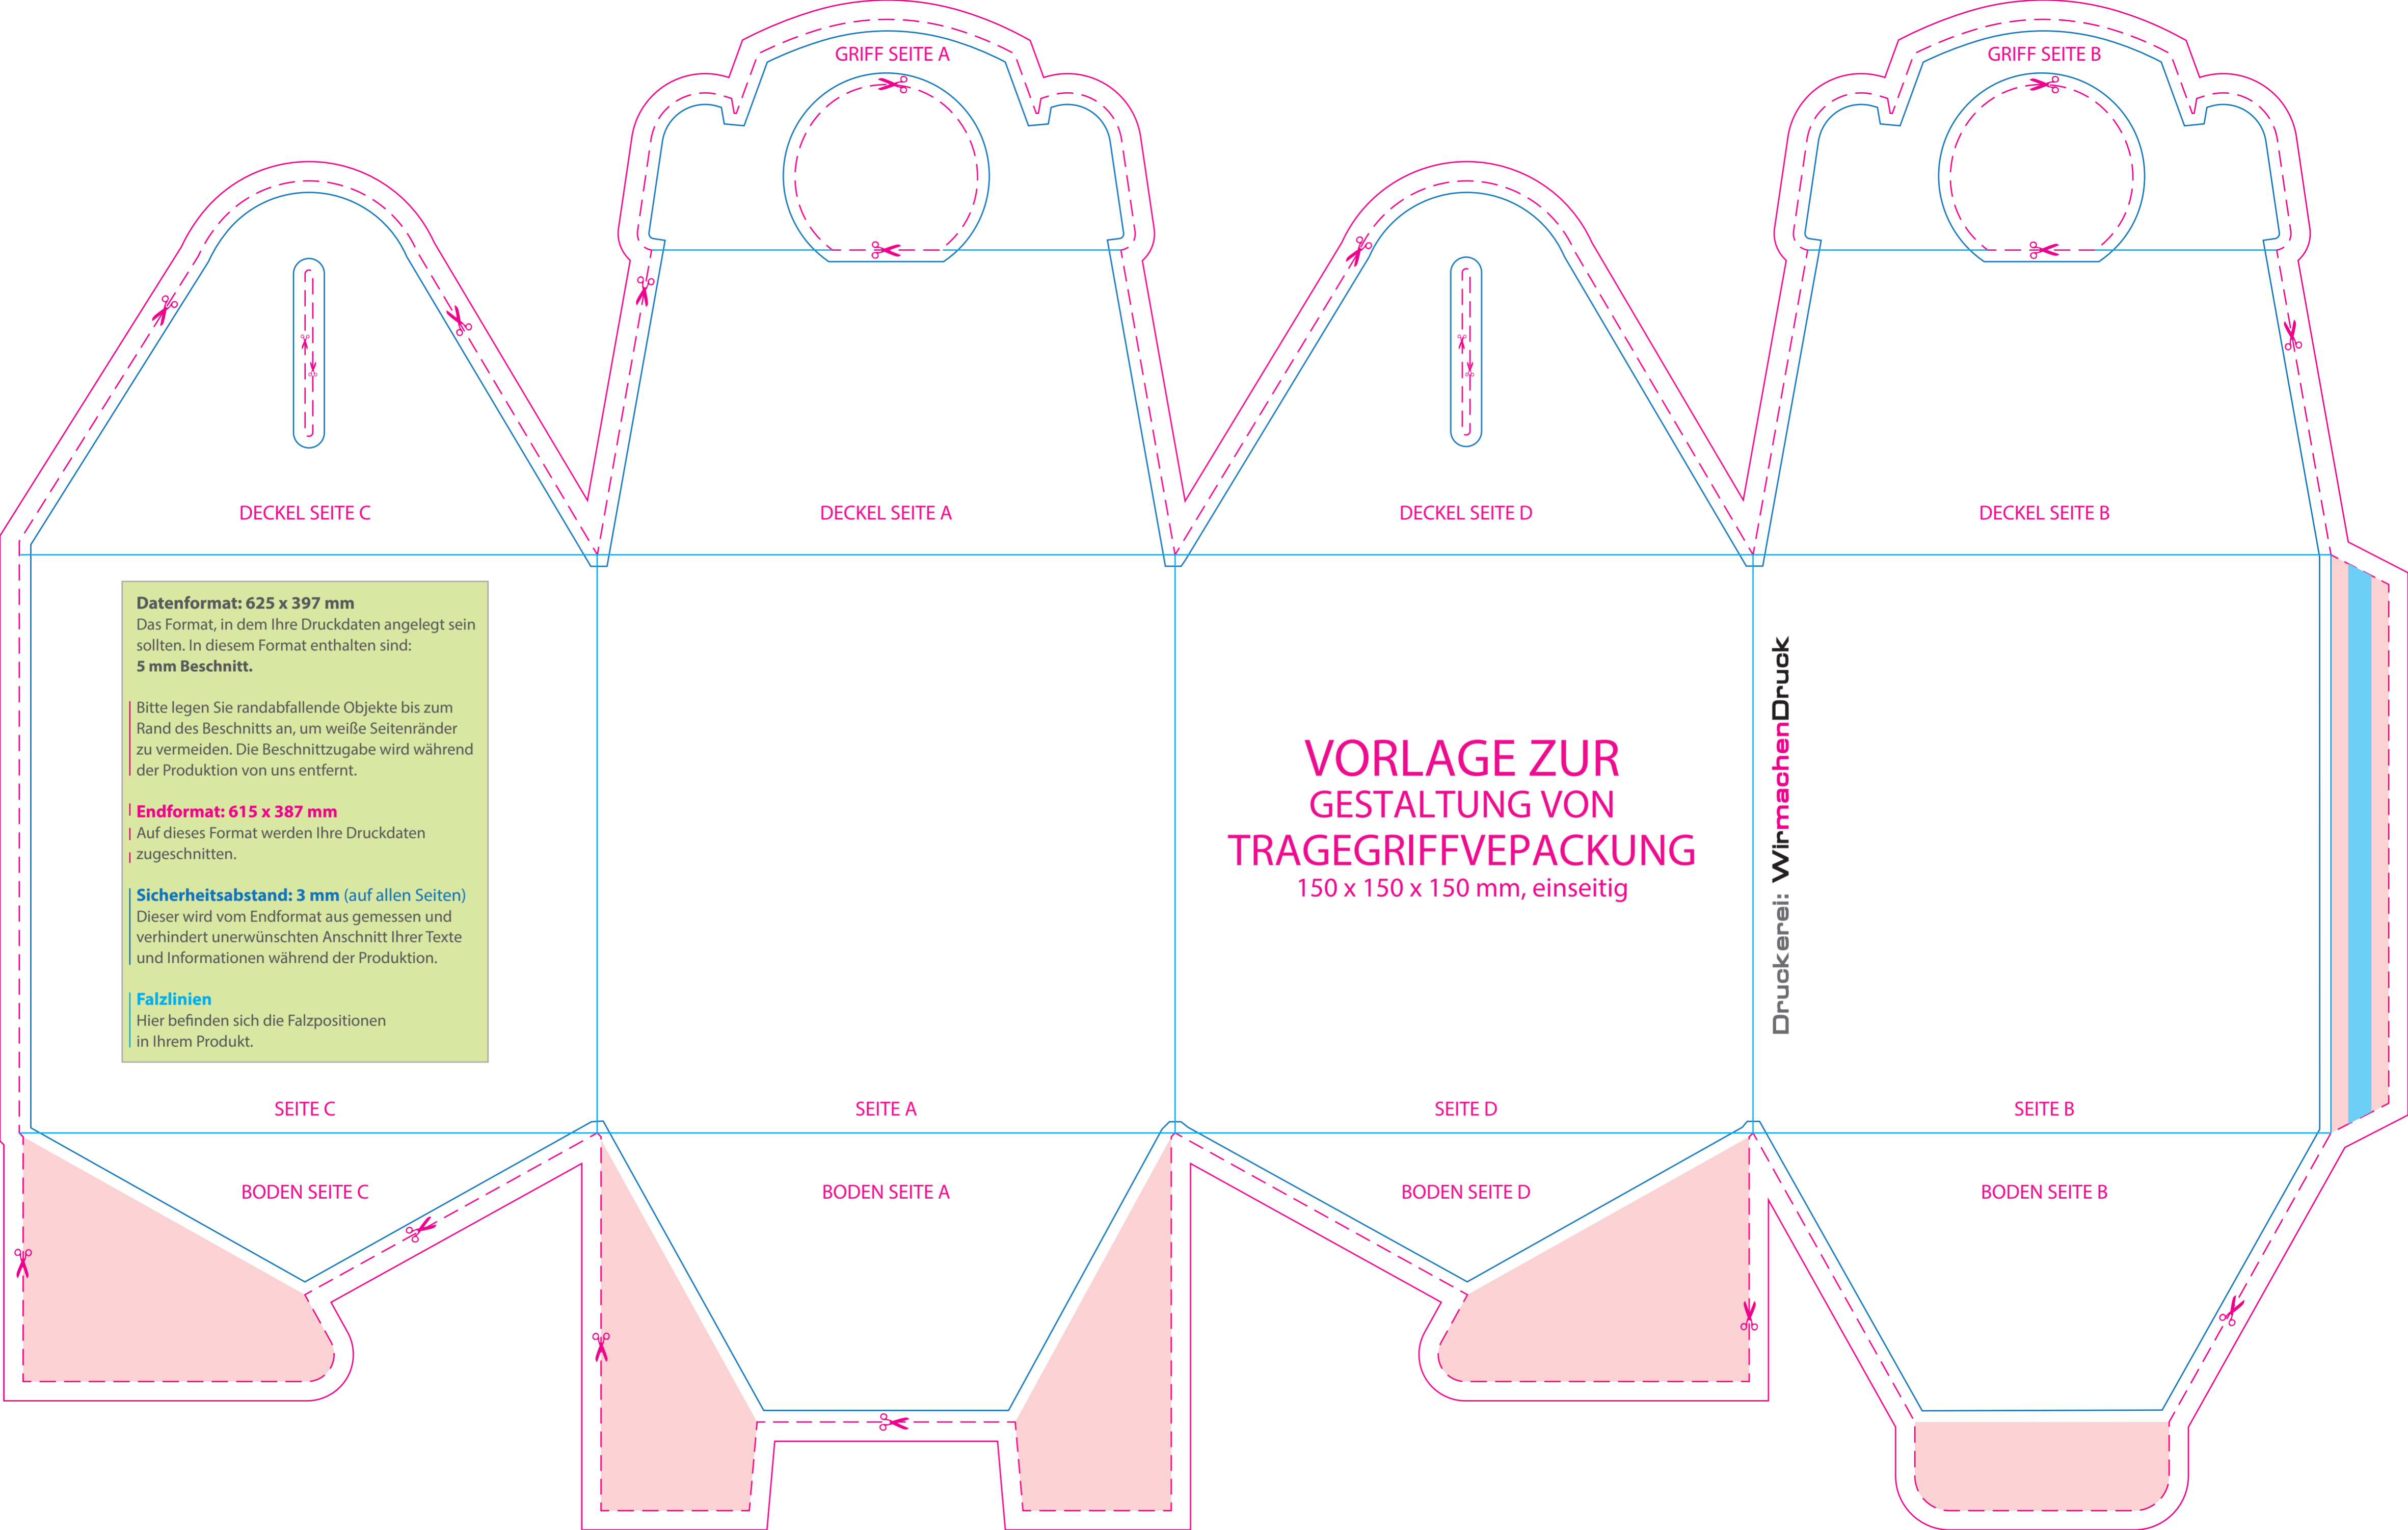 GRIFF SEITE A
GRIFF SEITE B
DECKEL SEITE C
DECKEL SEITE A
DECKEL SEITE D
DECKEL SEITE B
Datenformat: 625 x 397 mm
Das Format, in dem Ihre Druckdaten angelegt sein
sollten. In diesem Format enthalten sind:
5 mm Beschnitt.
Bitte legen Sie randabfallende Objekte bis zum
Rand des Beschnitts an, um weiße Seitenränder
zu vermeiden. Die Beschnittzugabe wird während
der Produktion von uns entfernt.
Endformat: 615 x 387 mm
Auf dieses Format werden Ihre Druckdaten
zugeschnitten.
Sicherheitsabstand: 3 mm (auf allen Seiten)
Dieser wird vom Endformat aus gemessen und
verhindert unerwünschten Anschnitt Ihrer Texte
und Informationen während der Produktion.
Falzlinien
Hier befinden sich die Falzpositionen
in Ihrem Produkt.
VORLAGE ZUR
GESTALTUNG VON
TRAGEGRIFFVEPACKUNG
150 x 150 x 150 mm, einseitig
Druckerei: WirmachenDruck
SEITE C
SEITE A
SEITE D
SEITE B
BODEN SEITE C
BODEN SEITE A
BODEN SEITE D
BODEN SEITE B